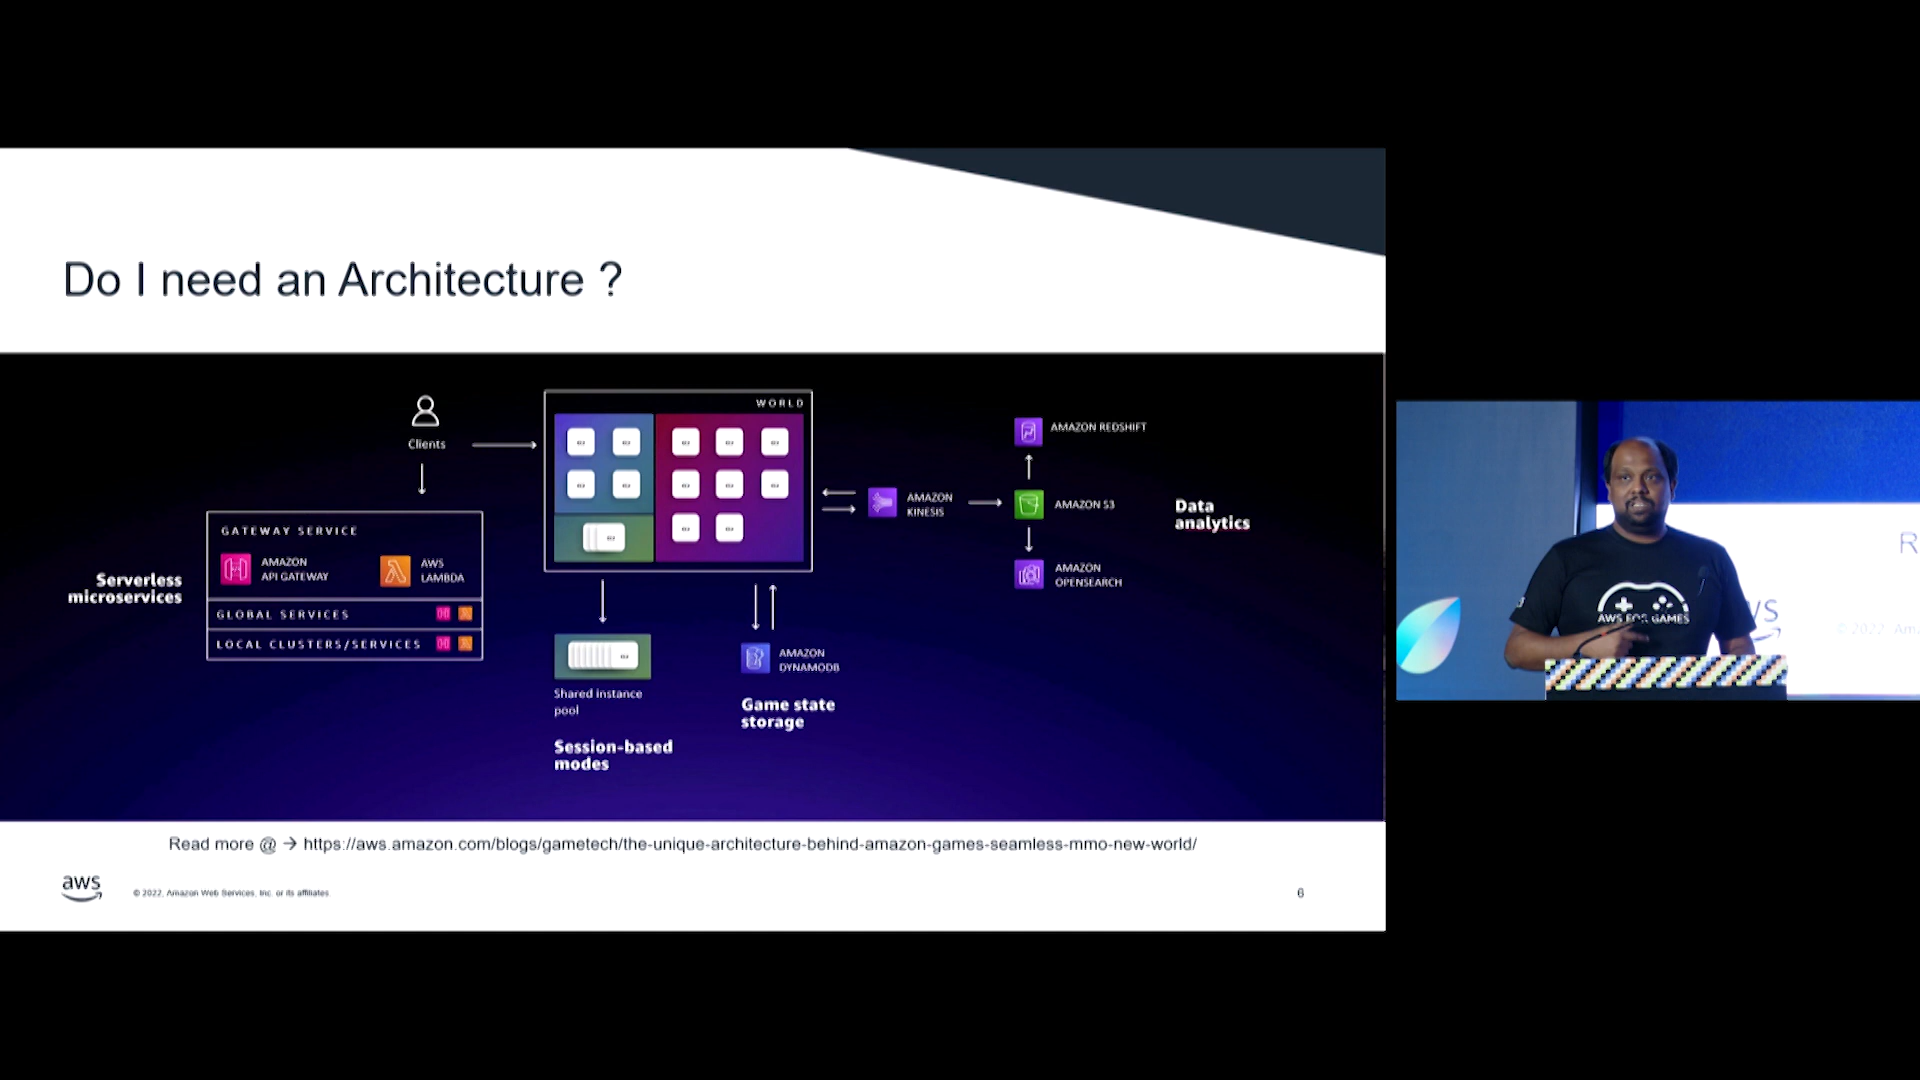 Do I need an Architecture ?
WORLD
Clients
GATEWAY SERVICE
AMAZON
API GATEWAY
AWS
LAMBDA
GLOBAL SERVICES
LOCAL CLUSTERS/SERVICES
Serverless
microservices
Shared instance
pool
Session-based
modes
AMAZON
DYNAMODB
Game state
storage
AMAZON
KINESIS
AMAZON REDSHIFT
AMAZON S3
AMAZON
OPENSEARCH
Data
analytics
Read more @ → https://aws.amazon.com/blogs/gametech/the-unique-architecture-behind-amazon-games-seamless-mmo-new-world/
aws
© 2022, Amazon Web Services, Inc. or its affiliates.
6
R
AWS FOR GAMES
WS
© 2022, Ama